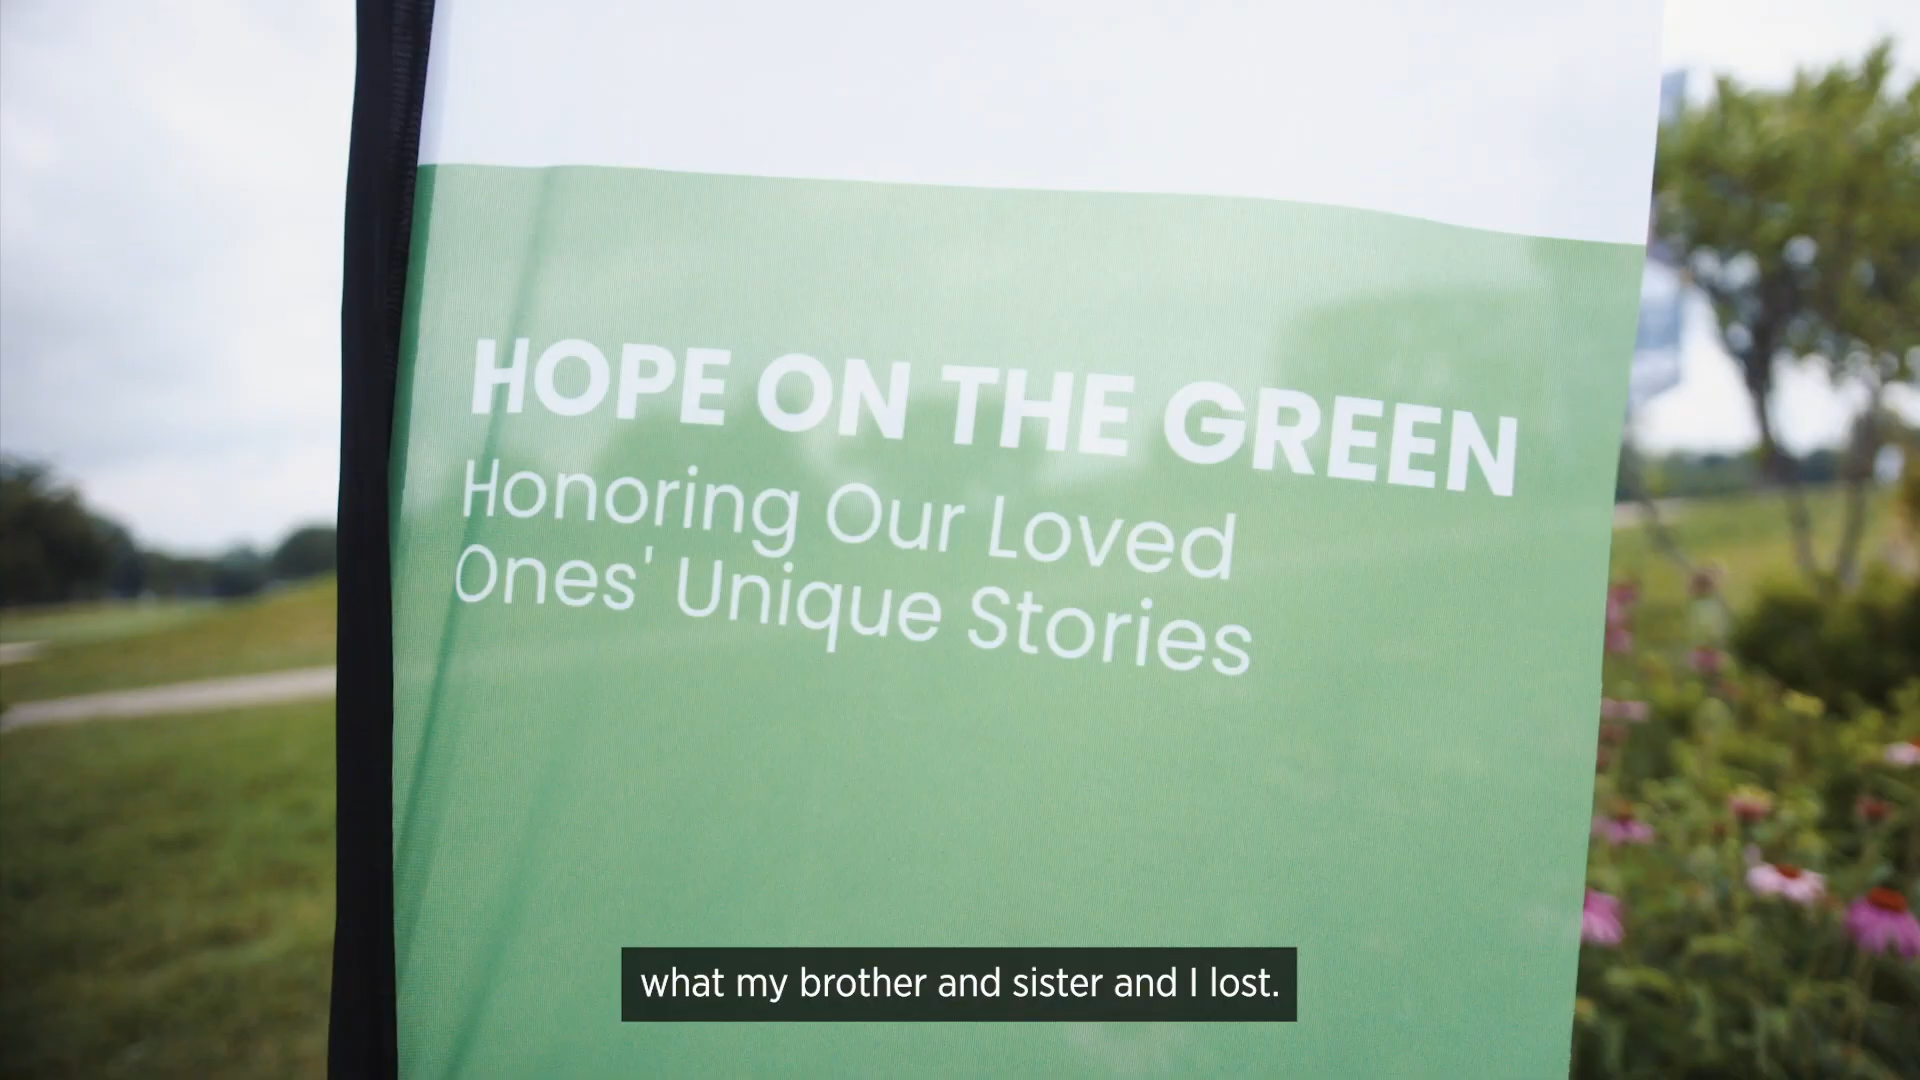 HOPE ON THE GREEN
Honoring Our Loved
Ones' Unique Stories
what my brother and sister and I lost.